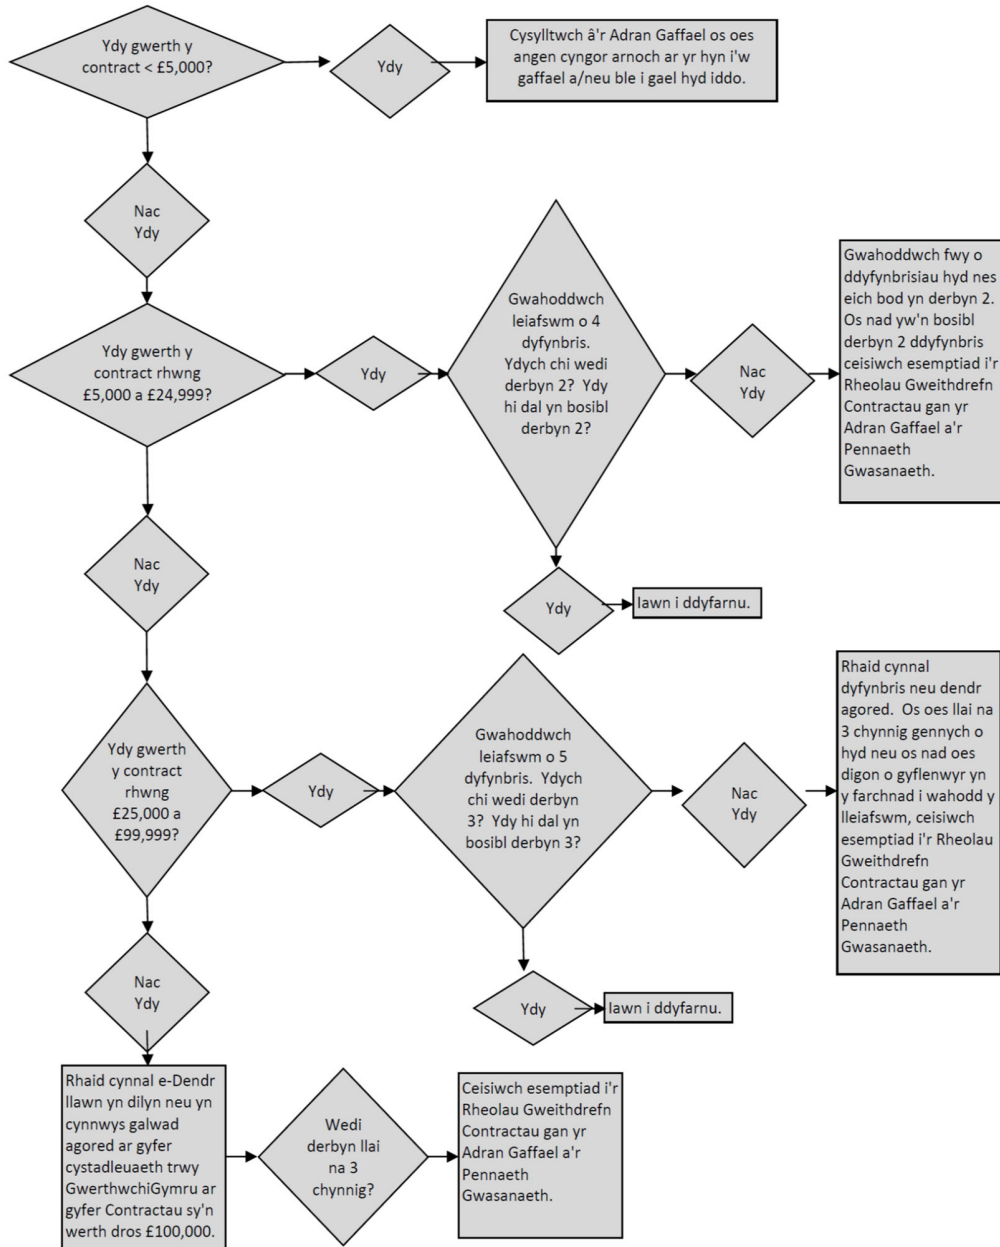 Ydy gwerth y
contract < £5,000?
Ydy
Cysylltwch â'r Adran Gaffael os oes
angen cyngor arnoch ar yr hyn i'w
gaffael a/neu ble i gael hyd iddo.
Nac
Ydy
Ydy gwerth y
contract rhwng
£5,000 a £24,999?
Ydy
Gwahoddwch
leiafswm o 4
dyfynbris.
Ydych chi wedi
derbyn 2? Ydy
hi dal yn bosibl
derbyn 2?
Nac
Ydy
Gwahoddwch fwy o
ddyfynbrisiau hyd nes
eich bod yn derbyn 2.
Os nad yw'n bosibl
derbyn 2 ddyfynbris
ceisiwch esemptiad i'r
Rheolau Gweithdrefn
Contractau gan yr
Adran Gaffael a'r
Pennaeth
Gwasanaeth.
Ydy
Iawn i ddyfarnu.
Nac
Ydy
Ydy gwerth
y contract
rhwng
£25,000 a
£99,999?
Ydy
Gwahoddwch
leiafswm o 5
dyfynbris. Ydych
chi wedi derbyn
3? Ydy hi dal yn
bosibl derbyn 3?
Nac
Ydy
Rhaid cynnal
dyfynbris neu dendr
agored. Os oes llai na
3 chynnig gennych o
hyd neu os nad oes
digon o gyflenwyr yn
y farchnad i wahodd y
lleiafswm, ceisiwch
esemptiad i'r Rheolau
Gweithdrefn
Contractau gan yr
Adran Gaffael a'r
Pennaeth
Gwasanaeth.
Ydy
Iawn i ddyfarnu.
Nac
Ydy
Rhaid cynnal e-Dendr
llawn yn dilyn neu yn
cynnwys galwad
agored ar gyfer
cystadleuaeth trwy
GwerthwchiGymru ar
gyfer Contractau sy'n
werth dros £100,000.
Wedi
derbyn llai
na 3
chynnig?
Ceisiwch esemptiad i'r
Rheolau Gweithdrefn
Contractau gan yr
Adran Gaffael a'r
Pennaeth
Gwasanaeth.